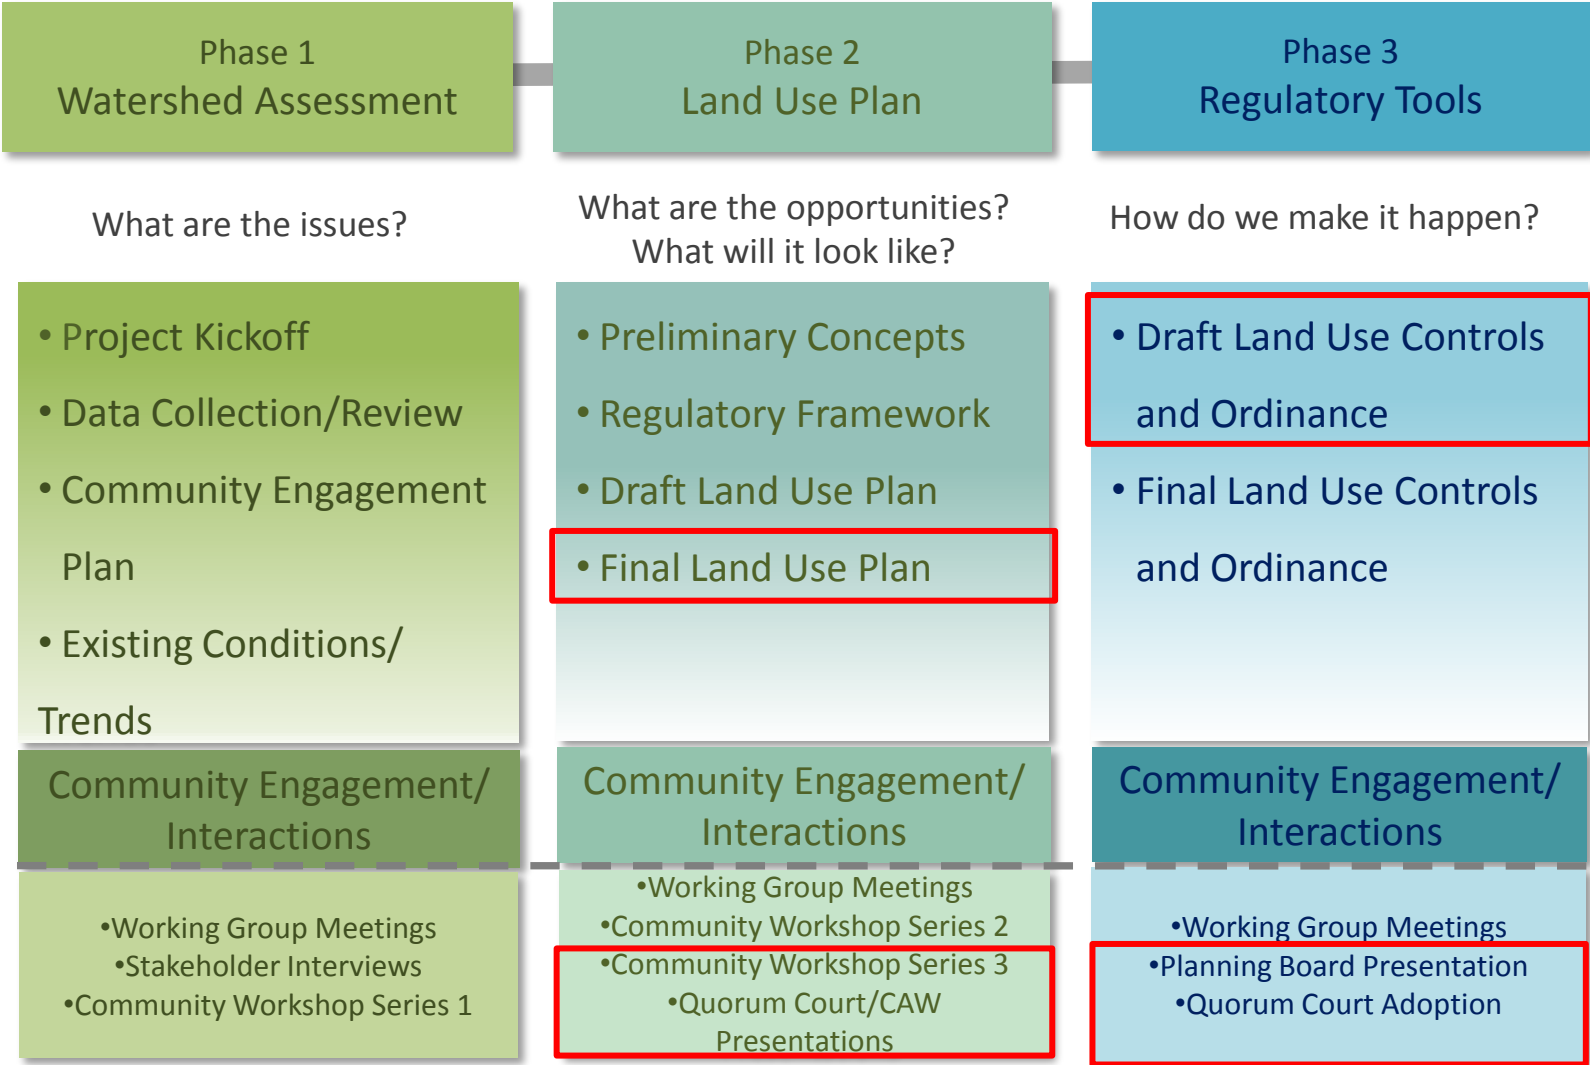 Phase 1
Watershed Assessment
Phase 2
Land Use Plan
Phase 3
Regulatory Tools
What are the issues?
What are the opportunities?
What will it look like?
How do we make it happen?
• Project Kickoff
• Data Collection/Review
• Community Engagement
Plan
• Existing Conditions/
Trends
• Preliminary Concepts
• Regulatory Framework
• Draft Land Use Plan
• Final Land Use Plan
• Draft Land Use Controls
and Ordinance
• Final Land Use Controls
and Ordinance
Community Engagement/
Interactions
•Working Group Meetings
•Stakeholder Interviews
•Community Workshop Series 1
Community Engagement/
Interactions
•Working Group Meetings
•Community Workshop Series 2
•Community Workshop Series 3
•Quorum Court/CAW
Presentations
Community Engagement/
Interactions
•Working Group Meetings
•Planning Board Presentation
•Quorum Court Adoption